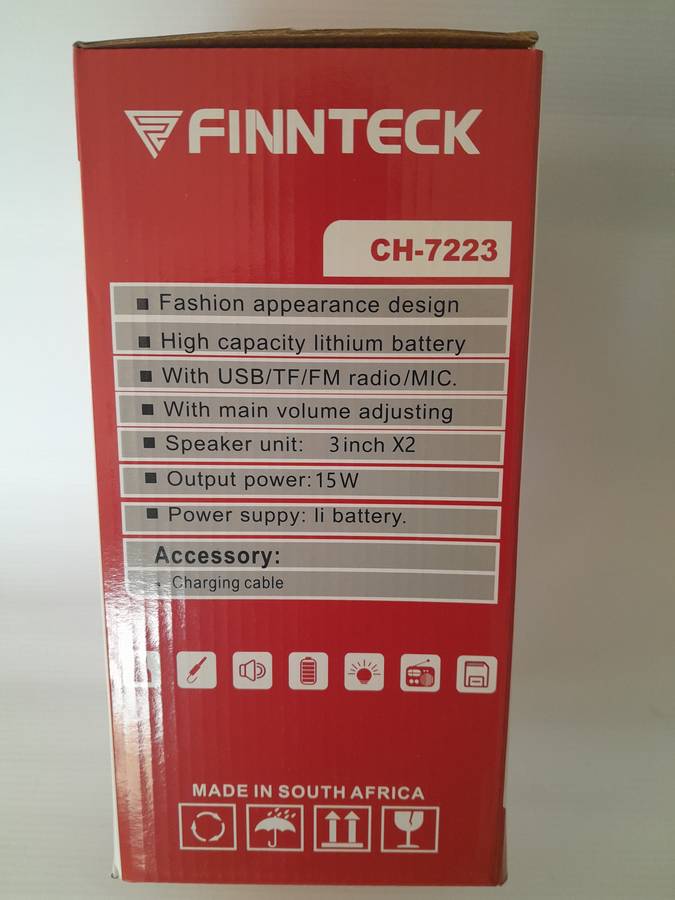 FINNTECK
CH-7223
Fashion appearance design
High capacity lithium battery
With USB/TF/FM radio/MIC.
With main volume adjusting
Speaker unit: 3inch X2
Output power:15W
Power suppy: li battery.
Accessory:
Charging cable
MADE IN SOUTH AFRICA